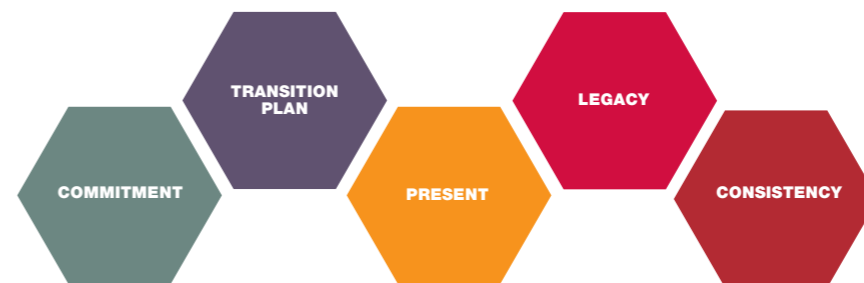 COMMITMENT
TRANSITION
PLAN
PRESENT
LEGACY
CONSISTENCY